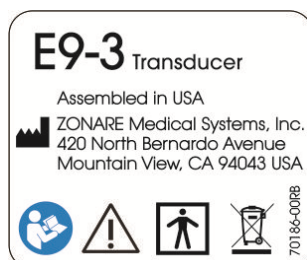 E9-3 Transducer
Assembled in USA
ZONARE Medical Systems, Inc.
420 North Bernardo Avenue
Mountain View, CA 94043 USA
70186-00RB